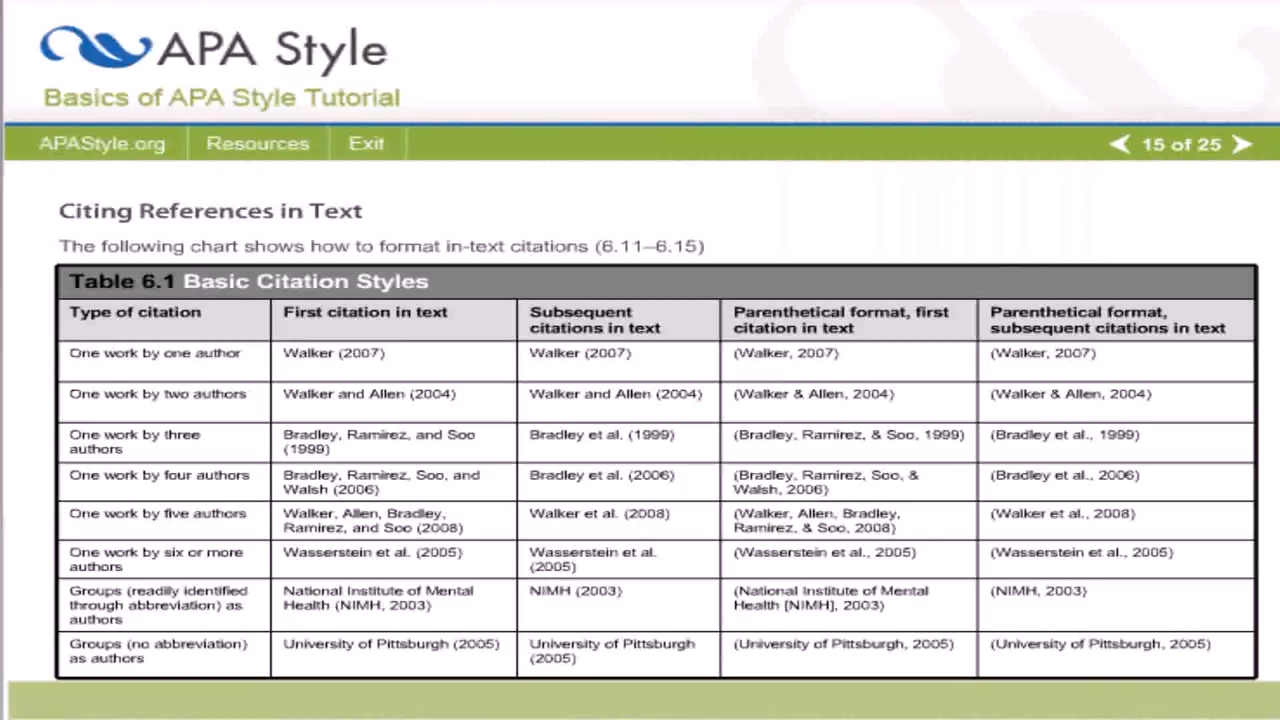 APA Style
Basics of APA Style Tutorial
APAStyle.org Resources Exit 15 of 25
Citing References in Text
The following chart shows how to format in-text citations (6.11–6.15)
Table 6.1 Basic Citation Styles
Type of citation
First citation in text
Subsequent
citations in text
Parenthetical format, first
citation in text
Parenthetical format,
subsequent citations in text
One work by one author
Walker (2007)
Walker (2007)
(Walker, 2007)
(Walker, 2007)
One work by two authors
Walker and Allen (2004)
Walker and Allen (2004)
(Walker & Allen, 2004)
(Walker & Allen, 2004)
One work by three
authors
Bradley, Ramirez, and Soo
(1999)
Bradley et al. (1999)
(Bradley, Ramirez, & Soo, 1999)
(Bradley et al., 1999)
One work by four authors
Bradley, Ramirez, Soo, and
Walsh (2006)
Bradley et al. (2006)
(Bradley, Ramirez, Soo, &
Walsh, 2006)
(Bradley et al., 2006)
One work by five authors
Walker, Allen, Bradley,
Ramirez, and Soo (2008)
Walker et al. (2008)
(Walker, Allen, Bradley,
Ramirez, & Soo, 2008)
(Walker et al., 2008)
One work by six or more
authors
Wasserstein et al. (2005)
Wasserstein et al.
(2005)
(Wasserstein et al., 2005)
(Wasserstein et al., 2005)
Groups (readily identified
through abbreviation) as
authors
National Institute of Mental
Health (NIMH, 2003)
NIMH (2003)
(National Institute of Mental
Health [NIMH], 2003)
(NIMH, 2003)
Groups (no abbreviation)
as authors
University of Pittsburgh (2005)
University of Pittsburgh
(2005)
(University of Pittsburgh, 2005)
(University of Pittsburgh, 2005)